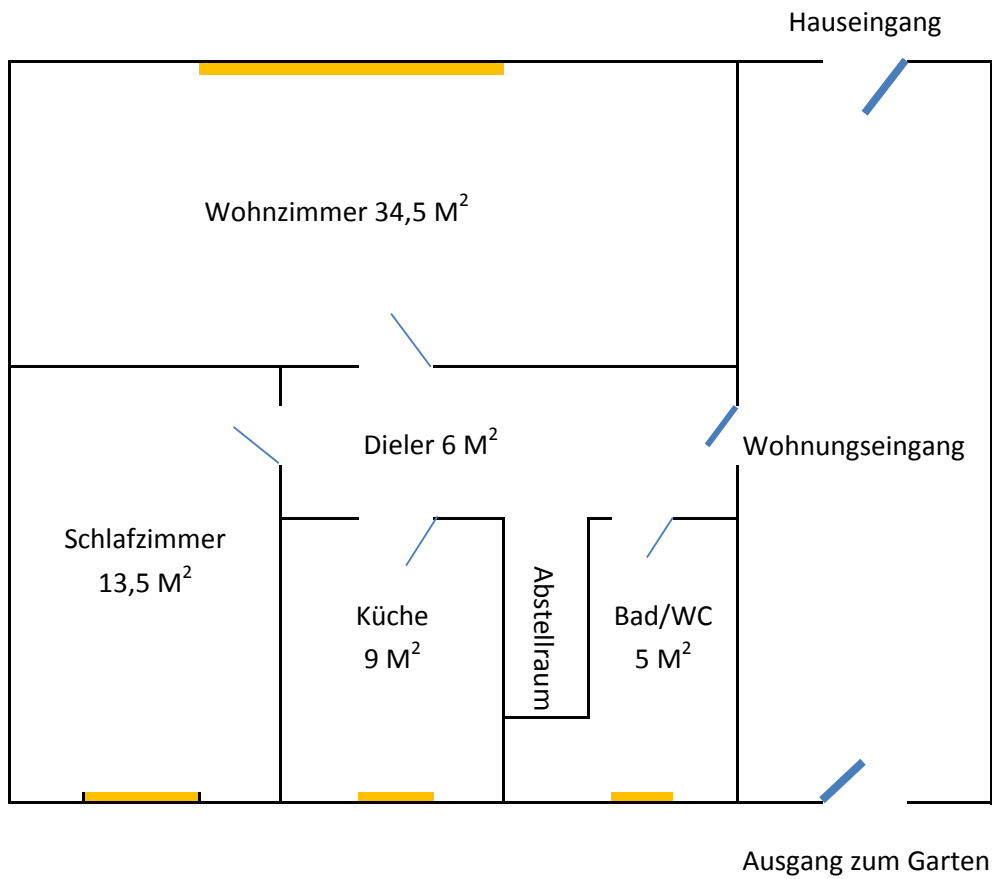 Hauseingang
Wohnzimmer 34,5 M²
Dieler 6 M²
Wohnungseingang
Schlafzimmer
13,5 M²
Küche
9 M²
Abstellraum
Bad/WC
5 M²
Ausgang zum Garten